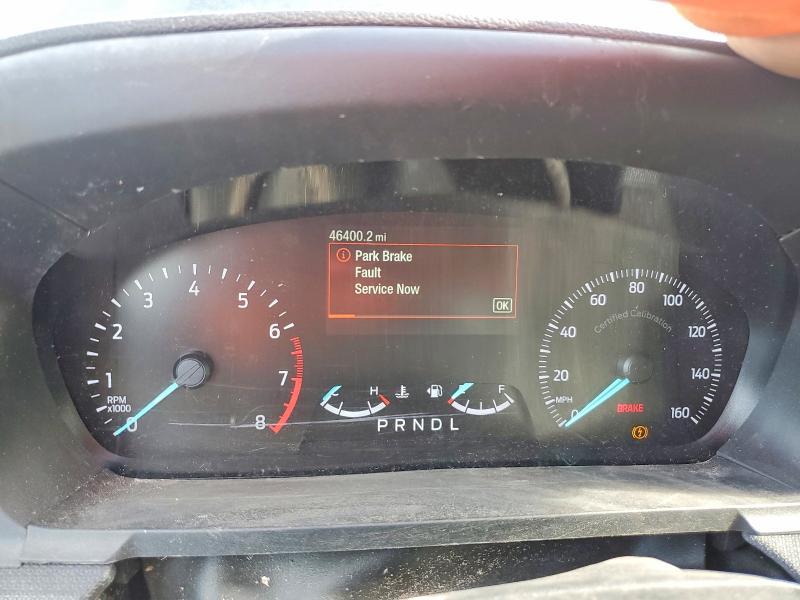 46400.2 mi
Park Brake
Fault
Service Now
OK
0 1 2 3 4 5 6 7 8
RPM
x1000
C H
E F
PRNDL
0 20 40 60 80 100 120 140 160
MPH
Certified Calibration
BRAKE